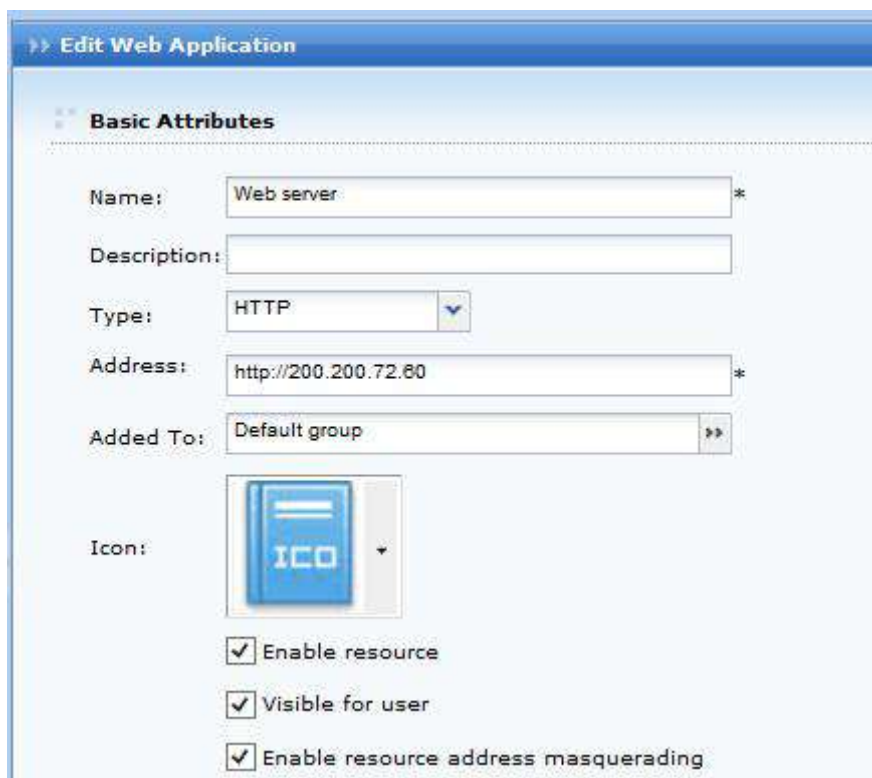 Edit Web Application
Basic Attributes
Name: Web server *
Description:
Type: HTTP
Address: http://200.200.72.60 *
Added To: Default group
Icon: ICO
Enable resource
Visible for user
Enable resource address masquerading